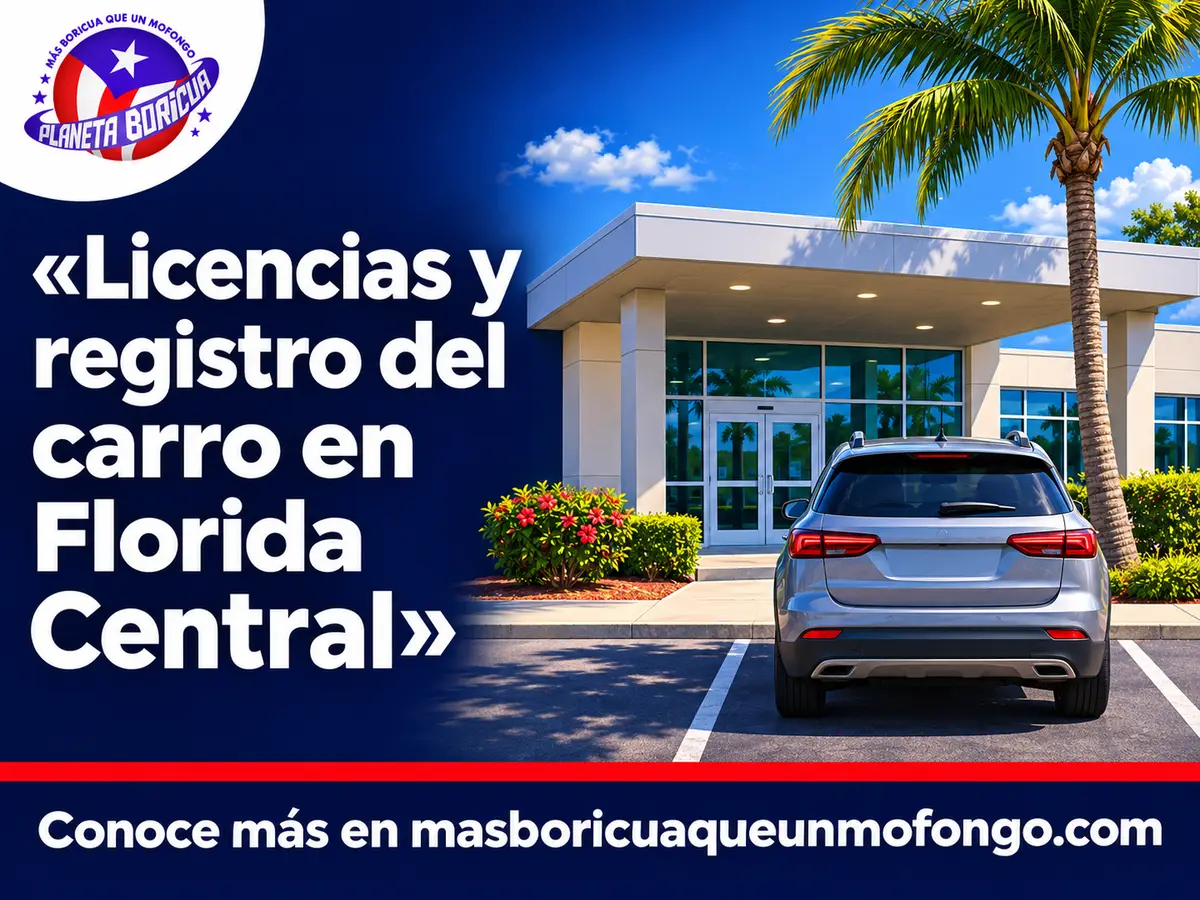 MÁS BORICUA QUE UN MOFONGO
PLANETA BORICUA
«Licencias y
registro del
carro en
Florida
Central»
Conoce más en masboricuaqueunmofongo.com